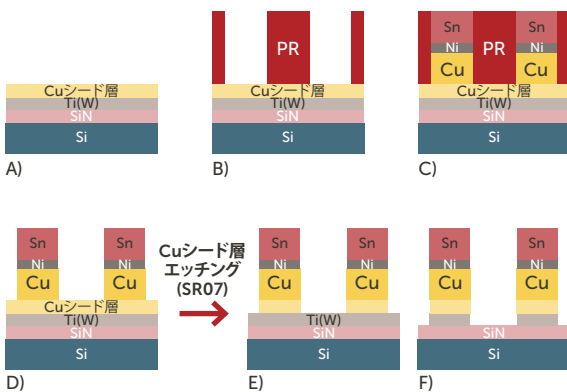 Cuシード層
Ti(W)
SiN
Si
A)
PR
Cuシード層
Ti(W)
SiN
Si
B)
Sn
Ni
Cu
PR
Sn
Ni
Cu
Cuシード層
Ti(W)
SiN
Si
C)
Sn
Ni
Cu
Sn
Ni
Cu
Cuシード層
Ti(W)
SiN
Si
D)
Cuシード層
エッチング
(SR07)
Sn
Ni
Cu
Sn
Ni
Cu
Ti(W)
SiN
Si
E)
Sn
Ni
Cu
Sn
Ni
Cu
SiN
Si
F)